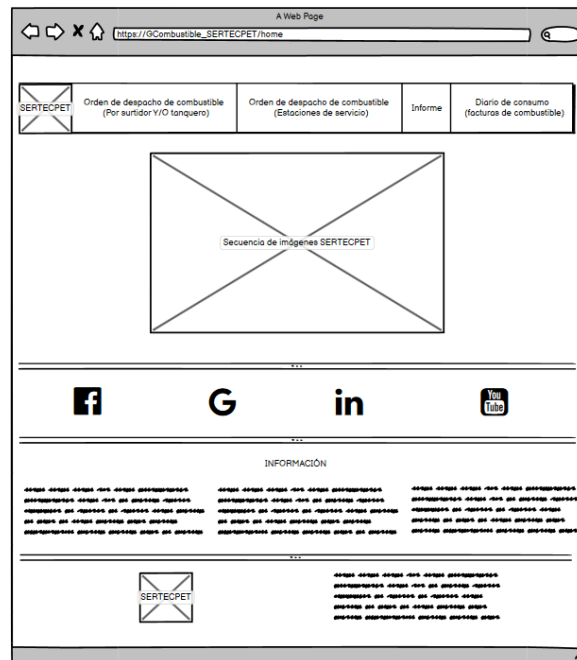 A Web Page
https://GCombustible_SERTECPET/home
SERTECPET
Orden de despacho de combustible
(Por surtidor Y/O tanquero)
Orden de despacho de combustible
(Estaciones de servicio)
Informe
Diario de consumo
(facturas de combustible)
Secuencia de imágenes SERTECPET
f
G
in
You
Tube
INFORMACIÓN
SERTECPET